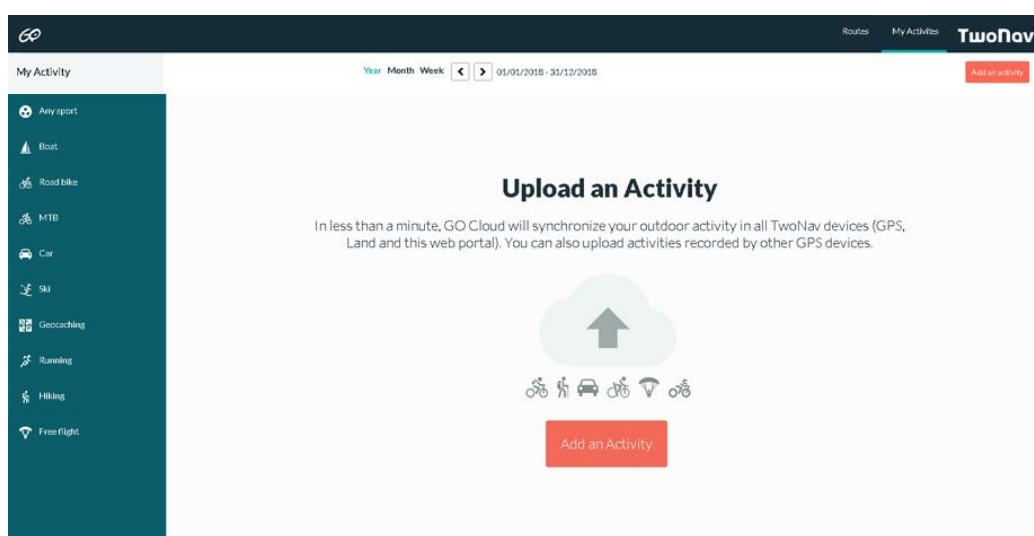 GO
Routes
My Activites
TwoNav
My Activity
Year Month Week 01/01/2018 - 31/12/2018
Add an activity
Any sport
Boat
Road bike
MTB
Car
Ski
Geocaching
Running
Hiking
Free flight
Upload an Activity
In less than a minute, GO Cloud will synchronize your outdoor activity in all TwoNav devices (GPS,
Land and this web portal). You can also upload activities recorded by other GPS devices.
Add an Activity